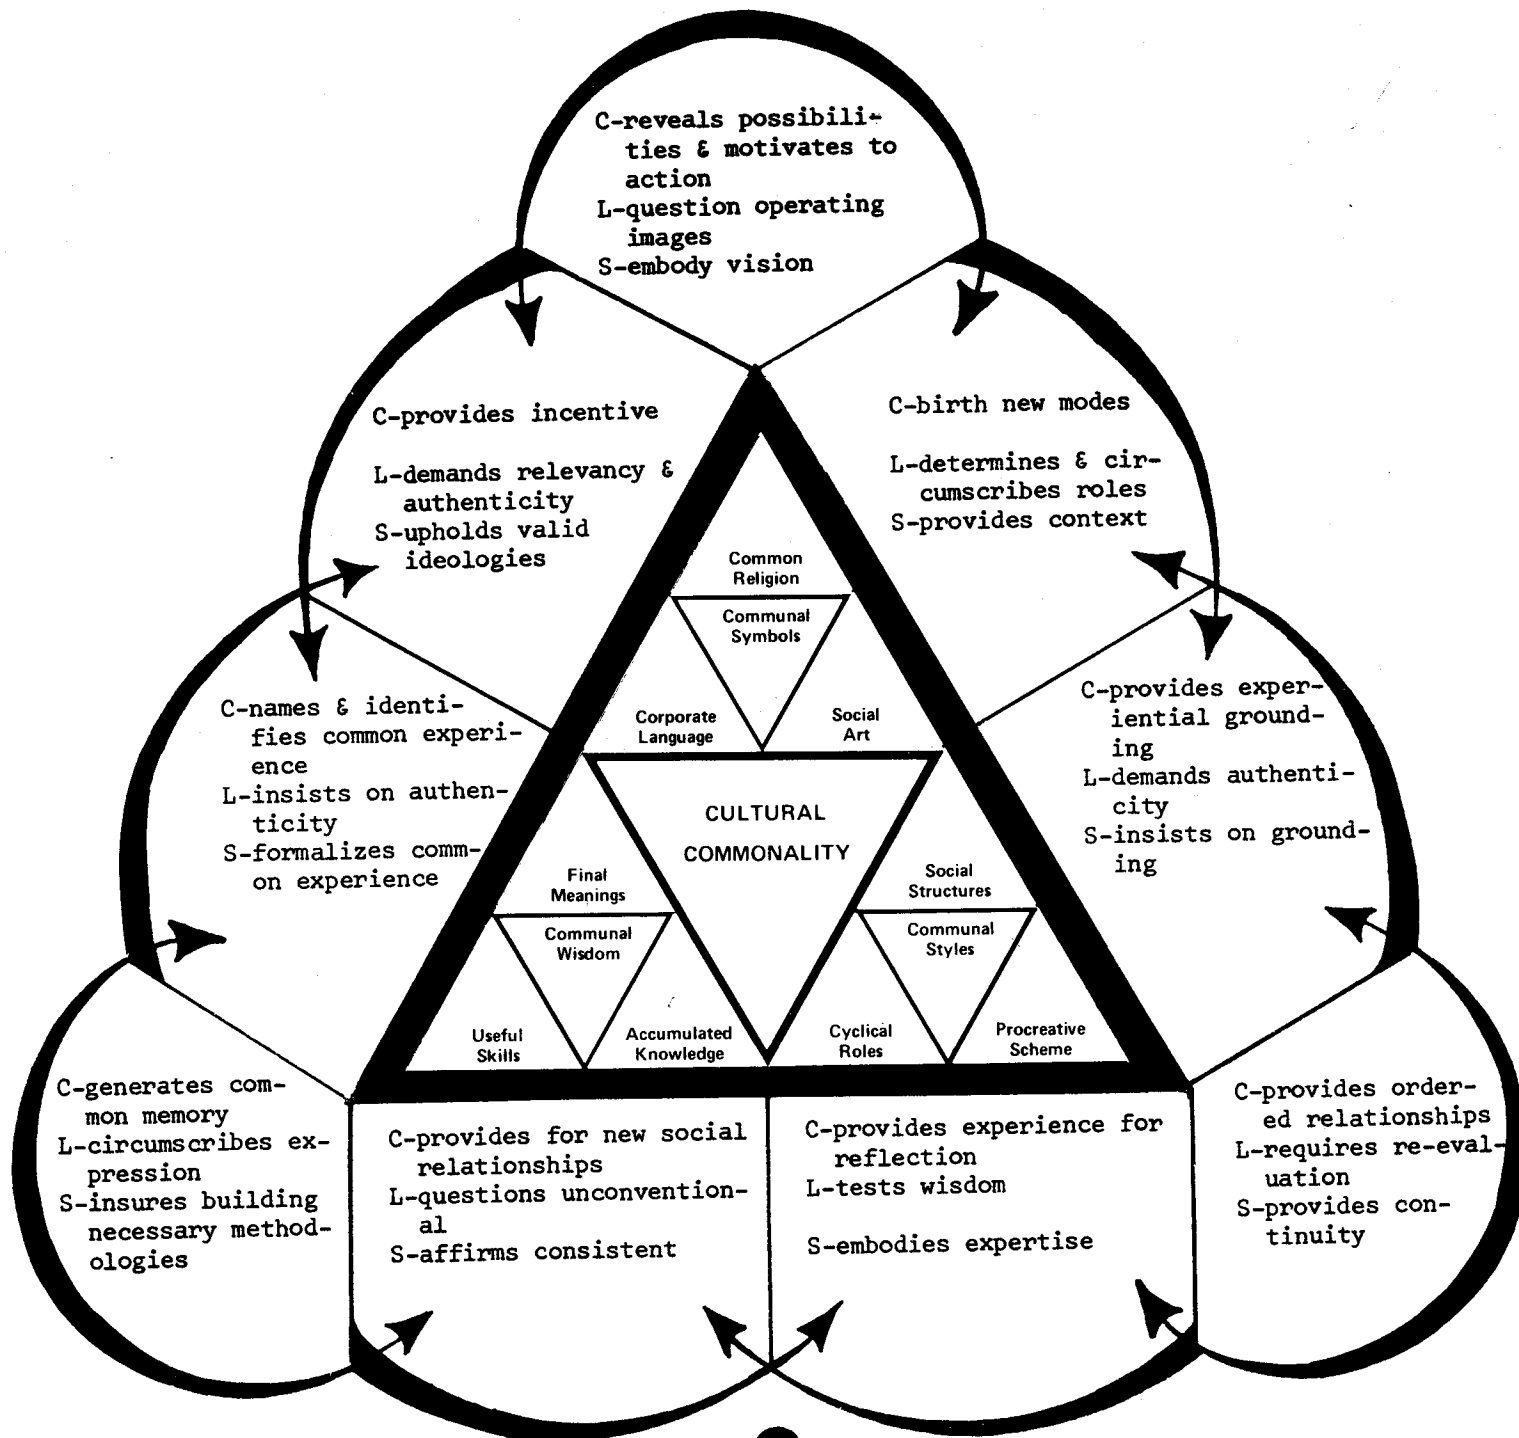 C-reveals possibili-
ties & motivates to
action
L-question operating
images
S-embody vision
C-provides incentive
L-demands relevancy &
authenticity
S-upholds valid
ideologies
C-birth new modes
L-determines & cir-
cumscribes roles
S-provides context
Common
Religion
Communal
Symbols
Corporate
Language
Social
Art
C-names & identi-
fies common experi-
ence
L-insists on authen-
ticity
S-formalizes comm-
on experience
C-provides exper-
iential ground-
ing
L-demands authenti-
city
S-insists on ground-
ing
CULTURAL
COMMONALITY
Final
Meanings
Communal
Wisdom
Useful
Skills
Accumulated
Knowledge
Social
Structures
Communal
Styles
Cyclical
Roles
Procreative
Scheme
C-generates com-
mon memory
L-circumscribes ex-
pression
S-insures building
necessary method-
ologies
C-provides for new social
relationships
L-questions unconvention-
al
S-affirms consistent
C-provides experience for
reflection
L-tests wisdom
S-embodies expertise
C-provides order-
ed relationships
L-requires re-eval-
uation
S-provides con-
tinuity